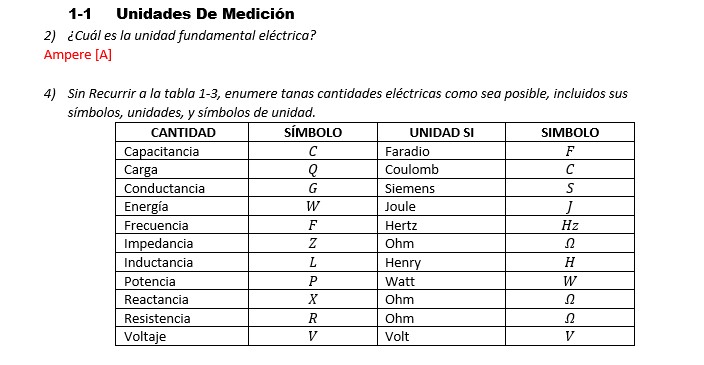 1-1 Unidades De Medición
2) ¿Cuál es la unidad fundamental eléctrica?
Ampere [A]
4) Sin Recurrir a la tabla 1-3, enumere tanas cantidades eléctricas como sea posible, incluidos sus
símbolos, unidades, y símbolos de unidad.
CANTIDAD SÍMBOLO UNIDAD SI SIMBOLO
Capacitancia C Faradio F
Carga Q Coulomb C
Conductancia G Siemens S
Energía W Joule J
Frecuencia F Hertz Hz
Impedancia Z Ohm Ω
Inductancia L Henry H
Potencia P Watt W
Reactancia X Ohm Ω
Resistencia R Ohm Ω
Voltaje V Volt V